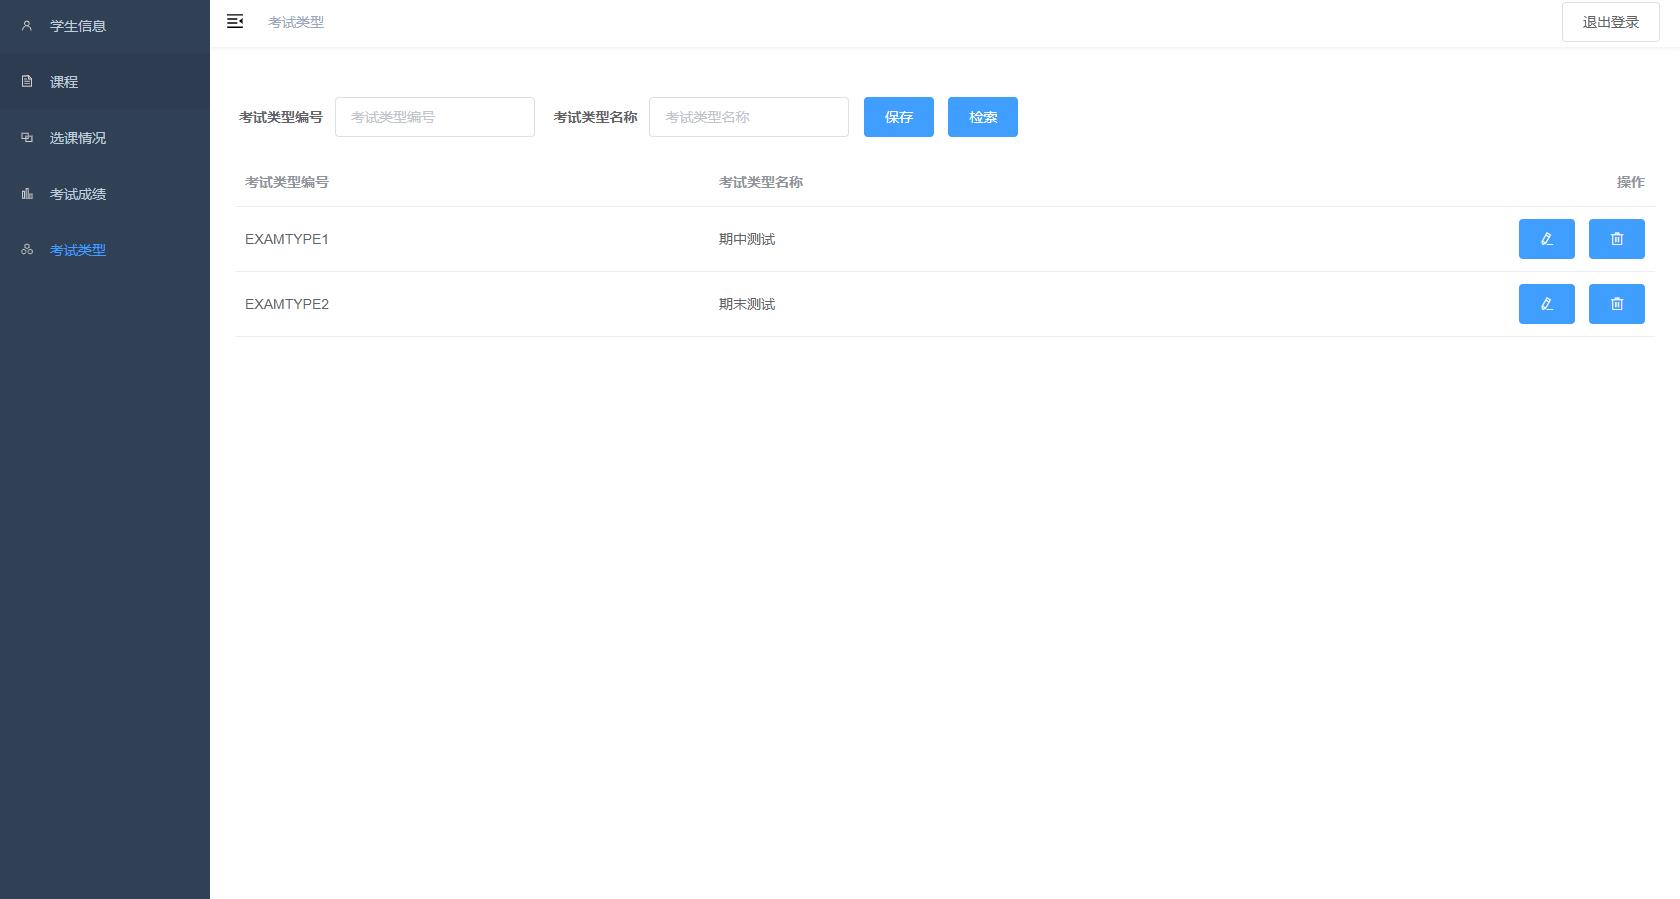 学生信息
课程
选课情况
考试成绩
考试类型
考试类型
退出登录
考试类型编号 考试类型编号 考试类型名称 考试类型名称 保存 检索
考试类型编号 考试类型名称 操作
EXAMTYPE1 期中测试
EXAMTYPE2 期末测试